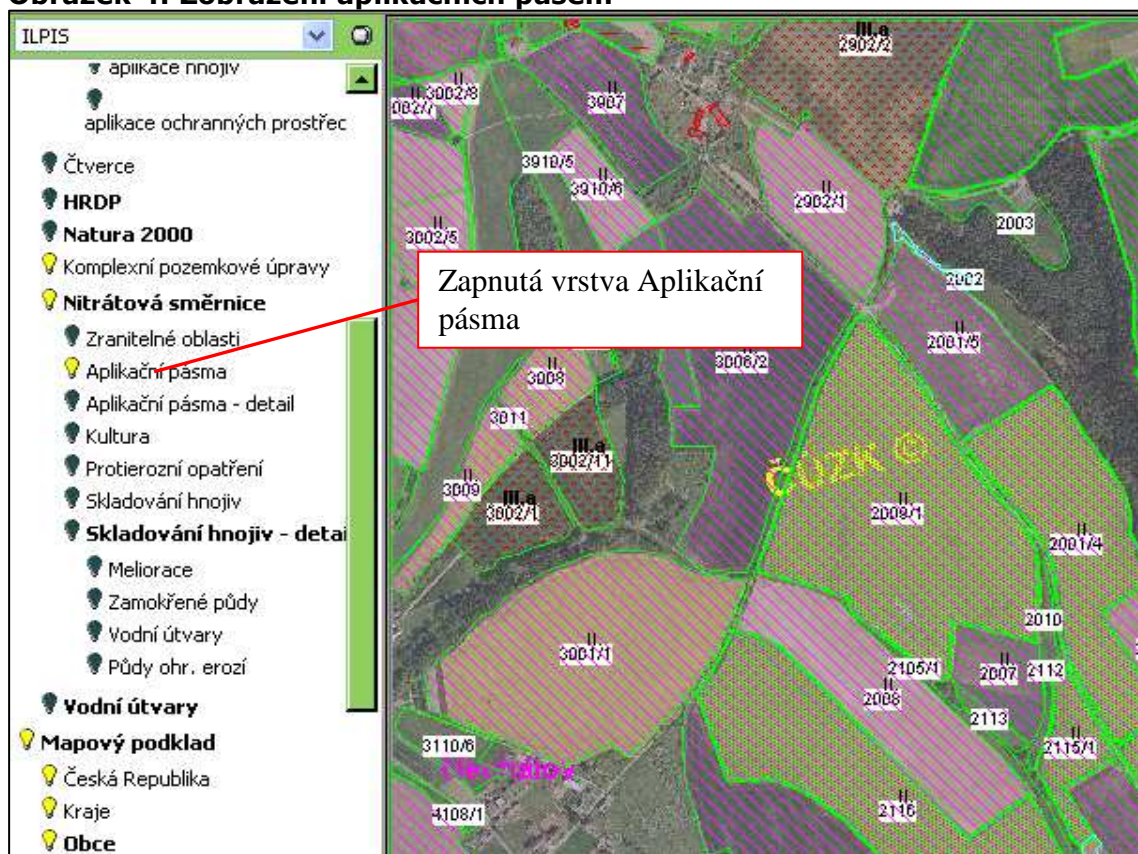 Obrázek 4: Zobrazení aplikačních pásem
ILPIS
aplikace hnojiv
aplikace ochranných prostřec
Čtverce
HRDP
Natura 2000
Komplexní pozemkové úpravy
Nitrátová směrnice
Zranitelné oblasti
Aplikační pásma
Aplikační pásma - detail
Kultura
Protierozní opatření
Skladování hnojiv
Skladování hnojiv - detai
Meliorace
Zamokřené půdy
Vodní útvary
Půdy ohr. erozí
Vodní útvary
Mapový podklad
Česká Republika
Kraje
Obce
Zapnutá vrstva Aplikační
pásma
III.a
2902/2
II.
3002/8
002/7
II.
3907
3910/5
II.
3910/6
II.
2902/1
2003
II.
3002/5
2002
II.
2001/5
3006/2
II.
3008
3011
III.a
3002/11
II.
3009
III.a
3002/1
ČÚZK ©
II.
2009/1
II.
2001/4
2010
II.
3001/1
2105/1
II.
2007
2112
II.
2008
2113
II.
2115/1
3110/6
II.
2116
4108/1